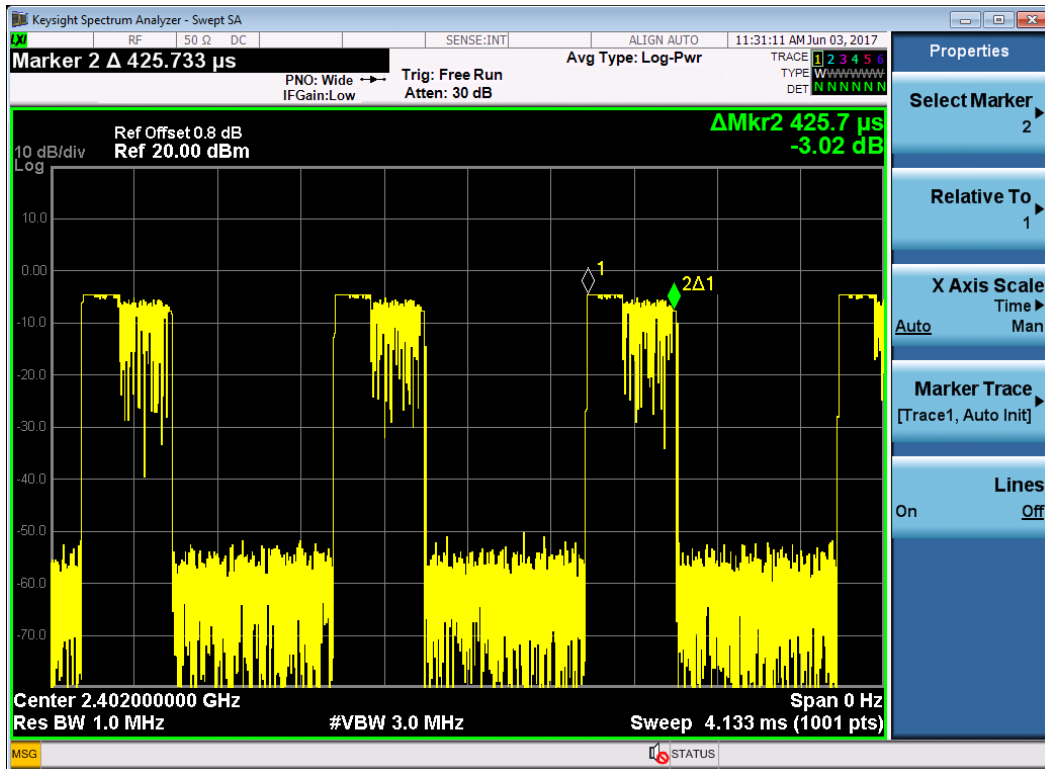 Keysight Spectrum Analyzer - Swept SA
LXI RF 50 Ω DC SENSE:INT ALIGN AUTO 11:31:11 AM Jun 03, 2017
Marker 2 Δ 425.733 µs
PNO: Wide
IFGain:Low
Trig: Free Run
Atten: 30 dB
Avg Type: Log-Pwr
TRACE 1 2 3 4 5 6
TYPE WWWWWW
DET N N N N N N
ΔMkr2 425.7 µs
-3.02 dB
Ref Offset 0.8 dB
10 dB/div Ref 20.00 dBm
Log
10.0
0.00
-10.0
-20.0
-30.0
-40.0
-50.0
-60.0
-70.0
1
2Δ1
Center 2.402000000 GHz Span 0 Hz
Res BW 1.0 MHz #VBW 3.0 MHz Sweep 4.133 ms (1001 pts)
MSG STATUS
Properties
Select Marker
2
Relative To
1
X Axis Scale
Time
Auto Man
Marker Trace
[Trace1, Auto Init]
Lines
On Off